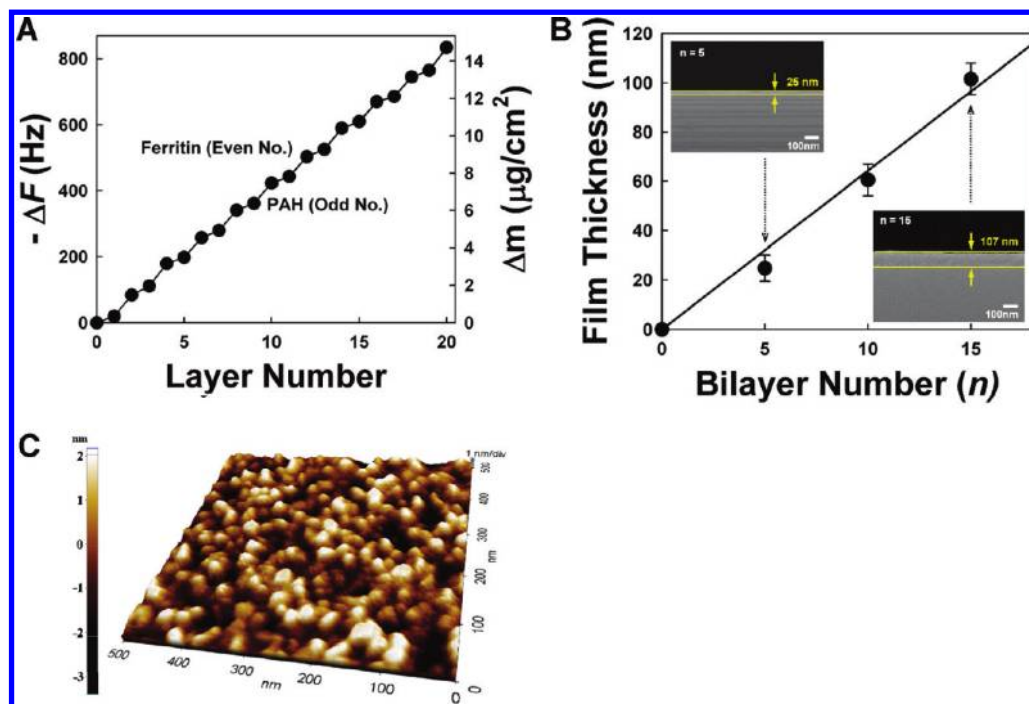 A
- ΔF (Hz)
800
600
400
200
0
Ferritin (Even No.)
PAH (Odd No.)
14
12
10
8
6
4
2
0
Δm (μg/cm²)
0 5 10 15 20
Layer Number
B
Film Thickness (nm)
120
100
80
60
40
20
0
n = 5
25 nm
100nm
n = 15
107 nm
100nm
0 5 10 15
Bilayer Number (n)
C
nm
2
1
0
-1
-2
-3
1 nm/div
500
400
300
nm
200
100
0
500 400 300 200 100 0
nm